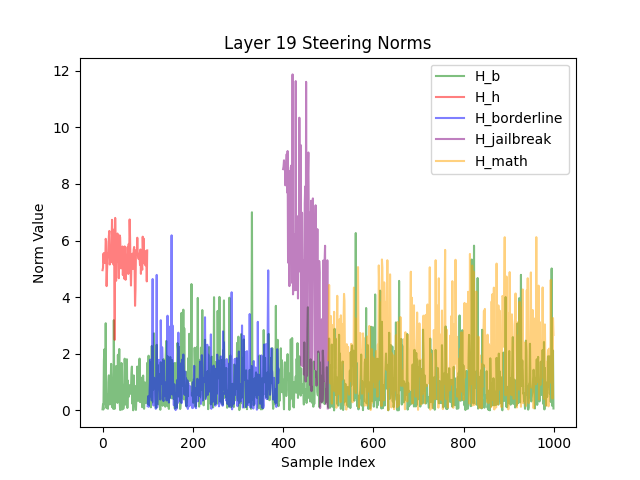 Layer 19 Steering Norms
12
10
8
6
4
2
0
Norm Value
H_b
H_h
H_borderline
H_jailbreak
H_math
0
200
400
600
800
1000
Sample Index